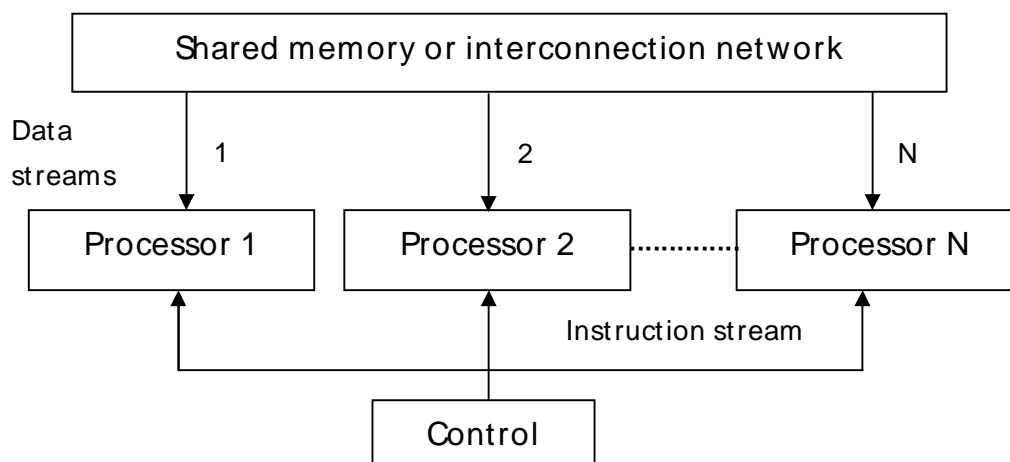 Shared memory or interconnection network
Data
streams
1
2
N
Processor 1
Processor 2
Processor N
Instruction stream
Control